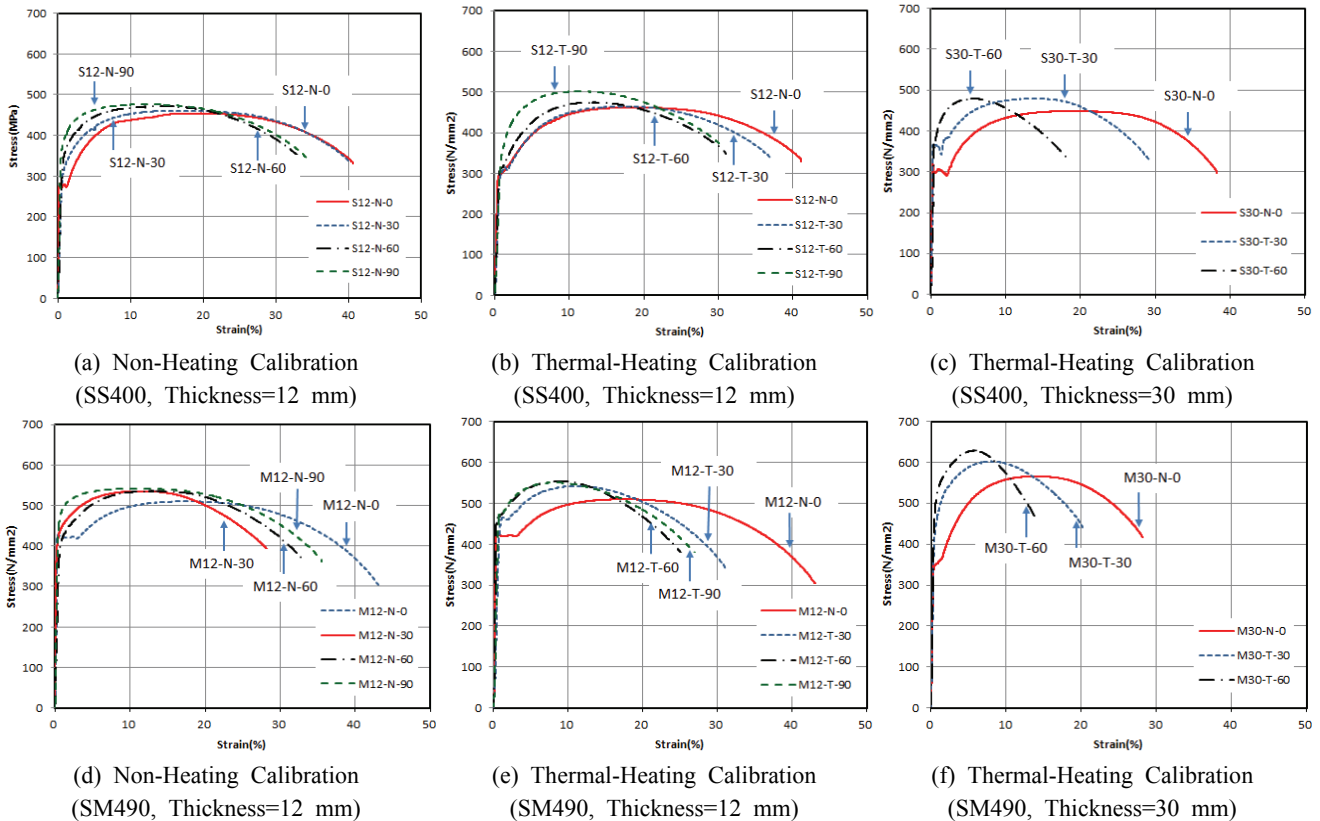 700
600
500
400
300
200
100
0
Stress(MPa)
S12-N-90
S12-N-0
S12-N-30
S12-N-60
S12-N-0
S12-N-30
S12-N-60
S12-N-90
0 10 20 30 40 50
Strain(%)
(a) Non-Heating Calibration
(SS400, Thickness=12 mm)
700
600
500
400
300
200
100
0
Stress(N/mm2)
S12-T-90
S12-N-0
S12-T-60
S12-T-30
S12-N-0
S12-T-30
S12-T-60
S12-T-90
0 10 20 30 40 50
Strain(%)
(b) Thermal-Heating Calibration
(SS400, Thickness=12 mm)
700
600
500
400
300
200
100
0
Stress(N/mm2)
S30-T-60
S30-T-30
S30-N-0
S30-N-0
S30-T-30
S30-T-60
0 10 20 30 40 50
Strain(%)
(c) Thermal-Heating Calibration
(SS400, Thickness=30 mm)
700
600
500
400
300
200
100
0
Stress(N/mm2)
M12-N-90
M12-N-0
M12-N-30
M12-N-60
M12-N-0
M12-N-30
M12-N-60
M12-N-90
0 10 20 30 40 50
Strain(%)
(d) Non-Heating Calibration
(SM490, Thickness=12 mm)
700
600
500
400
300
200
100
0
Stress(N/mm2)
M12-T-30
M12-N-0
M12-T-60
M12-T-90
M12-N-0
M12-T-30
M12-T-60
M12-T-90
0 10 20 30 40 50
Strain(%)
(e) Thermal-Heating Calibration
(SM490, Thickness=12 mm)
700
600
500
400
300
200
100
0
Stress(N/mm2)
M30-N-0
M30-T-60
M30-T-30
M30-N-0
M30-T-30
M30-T-60
0 10 20 30 40 50
Strain(%)
(f) Thermal-Heating Calibration
(SM490, Thickness=30 mm)